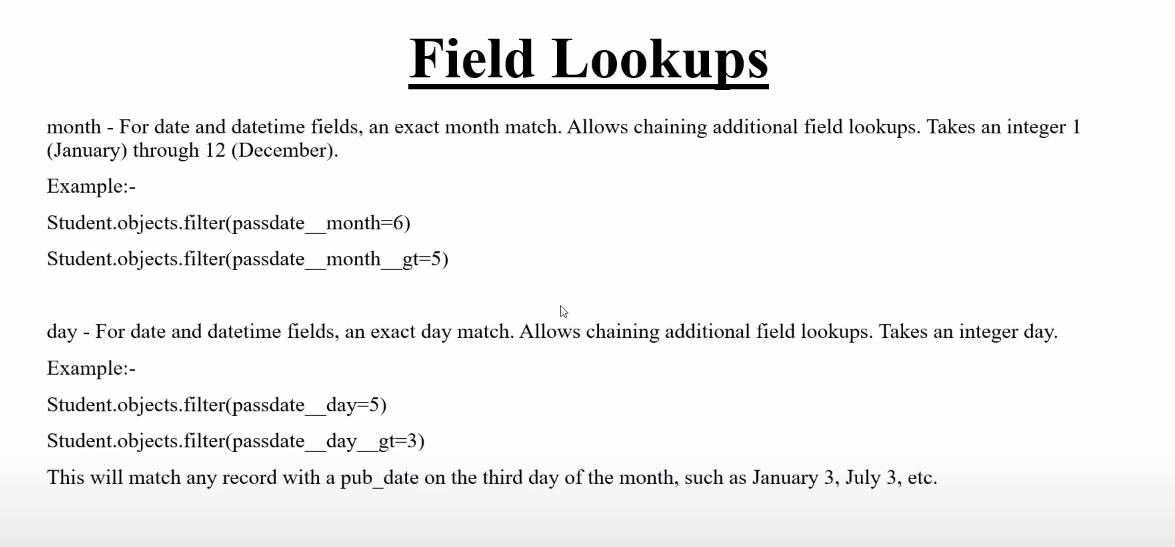 Field Lookups
month - For date and datetime fields, an exact month match. Allows chaining additional field lookups. Takes an integer 1
(January) through 12 (December).
Example:-
Student.objects.filter(passdate__month=6)
Student.objects.filter(passdate__month__gt=5)
day - For date and datetime fields, an exact day match. Allows chaining additional field lookups. Takes an integer day.
Example:-
Student.objects.filter(passdate__day=5)
Student.objects.filter(passdate__day__gt=3)
This will match any record with a pub_date on the third day of the month, such as January 3, July 3, etc.